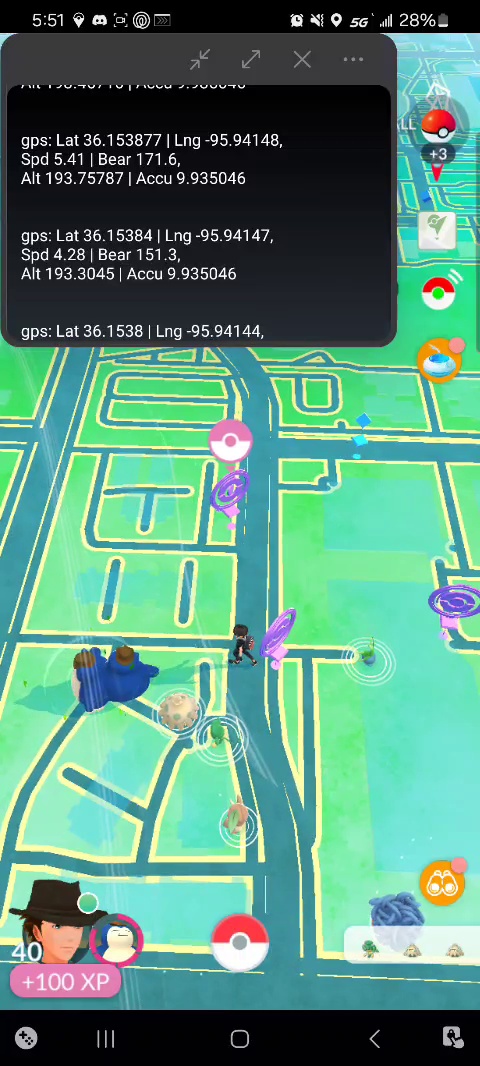 5:51
5G
28%
gps: Lat 36.153877 | Lng -95.94148,
Spd 5.41 | Bear 171.6,
Alt 193.75787 | Accu 9.935046
gps: Lat 36.15384 | Lng -95.94147,
Spd 4.28 | Bear 151.3,
Alt 193.3045 | Accu 9.935046
gps: Lat 36.1538 | Lng -95.94144,
+3
40
+100 XP